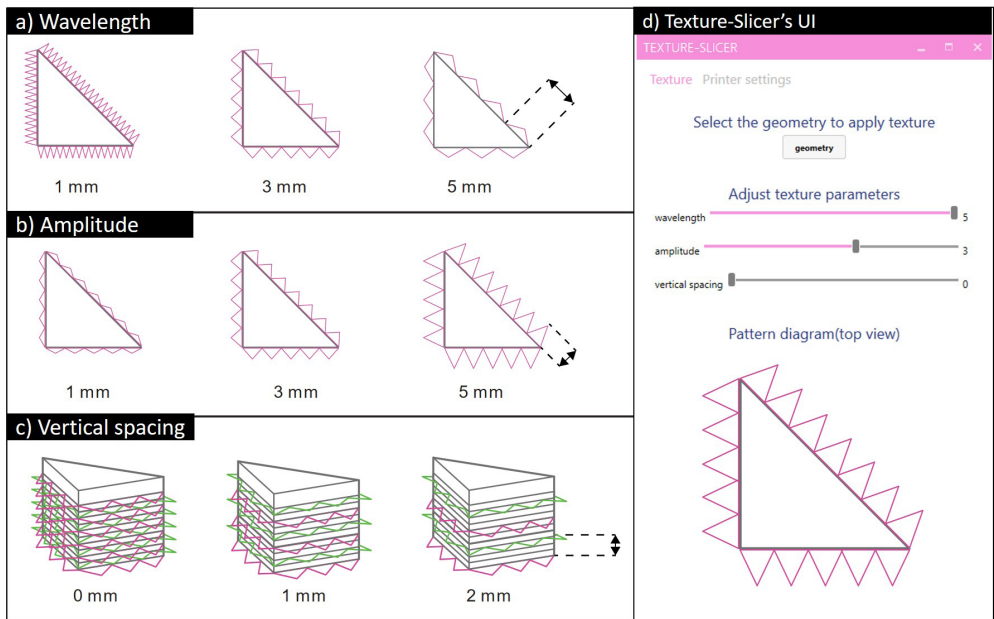 a) Wavelength
1 mm
3 mm
5 mm
b) Amplitude
1 mm
3 mm
5 mm
c) Vertical spacing
0 mm
1 mm
2 mm
d) Texture-Slicer's UI
TEXTURE-SLICER
Texture Printer settings
Select the geometry to apply texture
geometry
Adjust texture parameters
wavelength 5
amplitude 3
vertical spacing 0
Pattern diagram(top view)